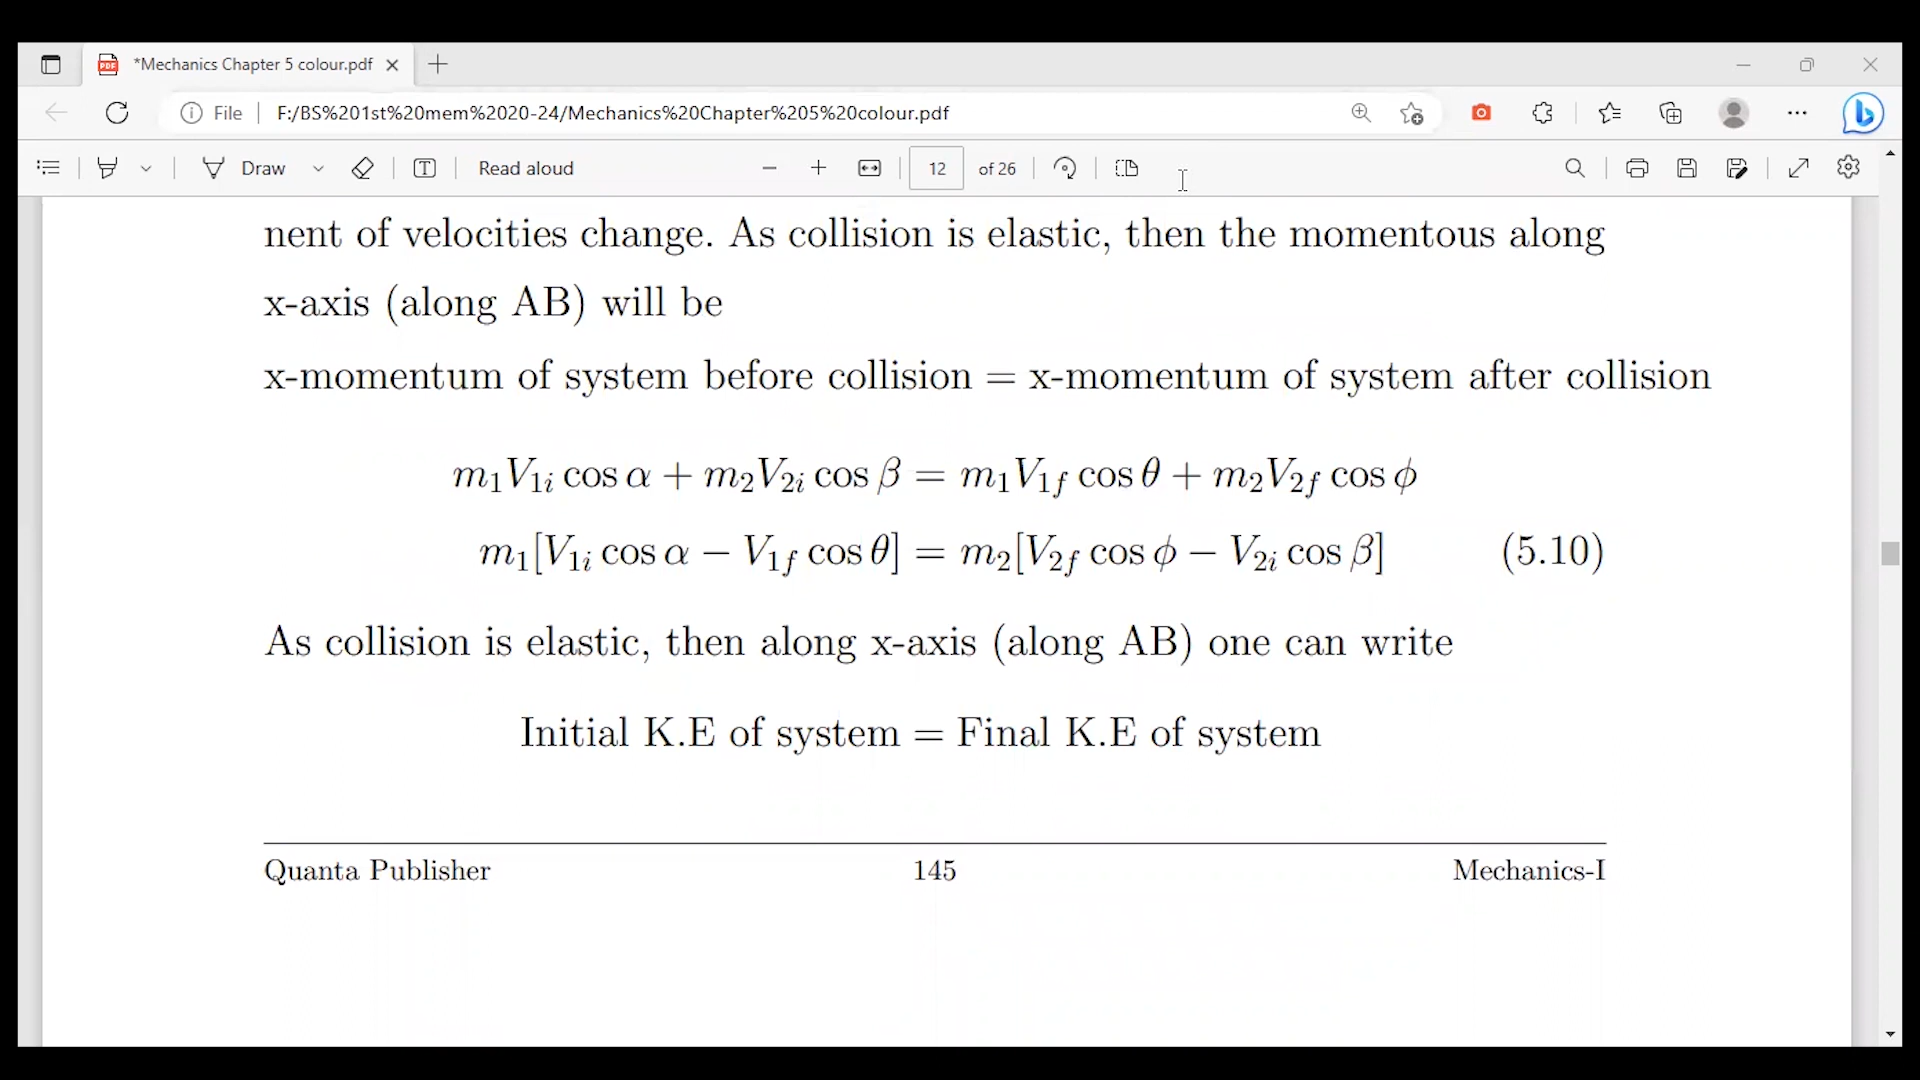 *Mechanics Chapter 5 colour.pdf
File F:/BS%201st%20mem%2020-24/Mechanics%20Chapter%205%20colour.pdf
Draw Read aloud 12 of 26
nent of velocities change. As collision is elastic, then the momentous along
x-axis (along AB) will be
x-momentum of system before collision = x-momentum of system after collision
m₁V₁ᵢ cos α + m₂V₂ᵢ cos β = m₁V₁f cos θ + m₂V₂f cos ϕ
m₁[V₁ᵢ cos α − V₁f cos θ] = m₂[V₂f cos ϕ − V₂ᵢ cos β] (5.10)
As collision is elastic, then along x-axis (along AB) one can write
Initial K.E of system = Final K.E of system
Quanta Publisher 145 Mechanics-I